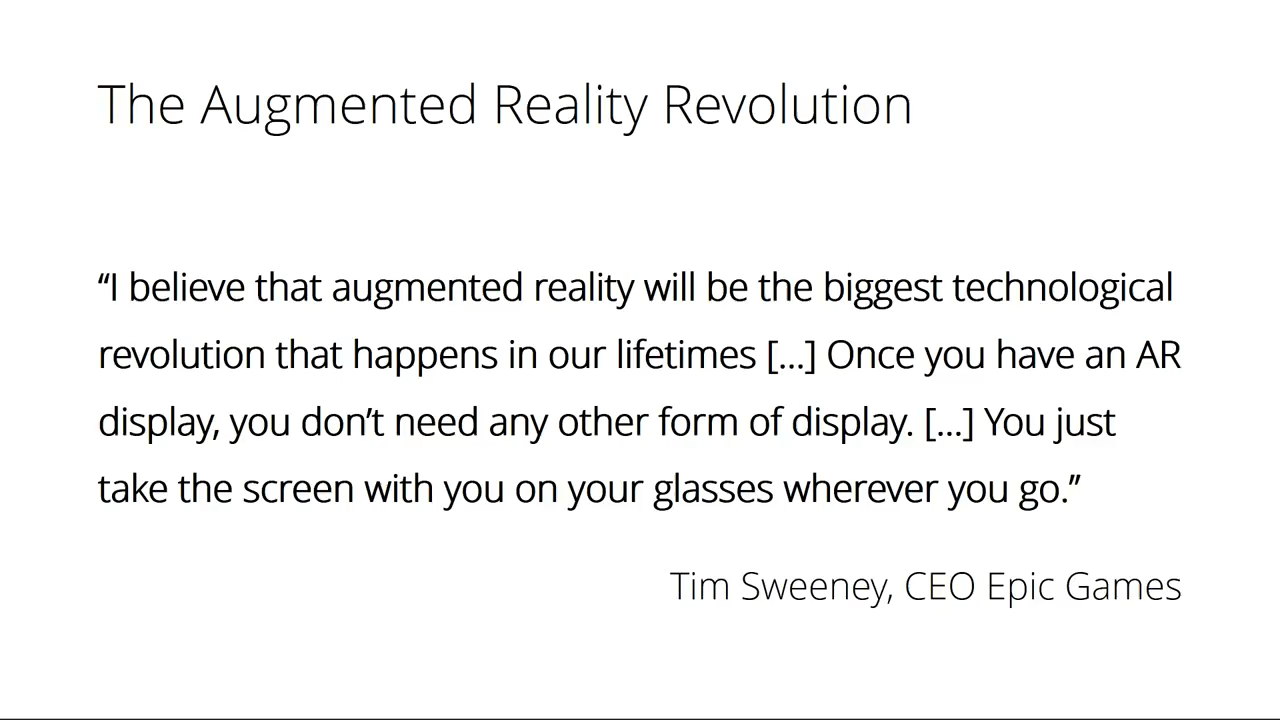 The Augmented Reality Revolution
“I believe that augmented reality will be the biggest technological
revolution that happens in our lifetimes [...] Once you have an AR
display, you don’t need any other form of display. [...] You just
take the screen with you on your glasses wherever you go.”
Tim Sweeney, CEO Epic Games